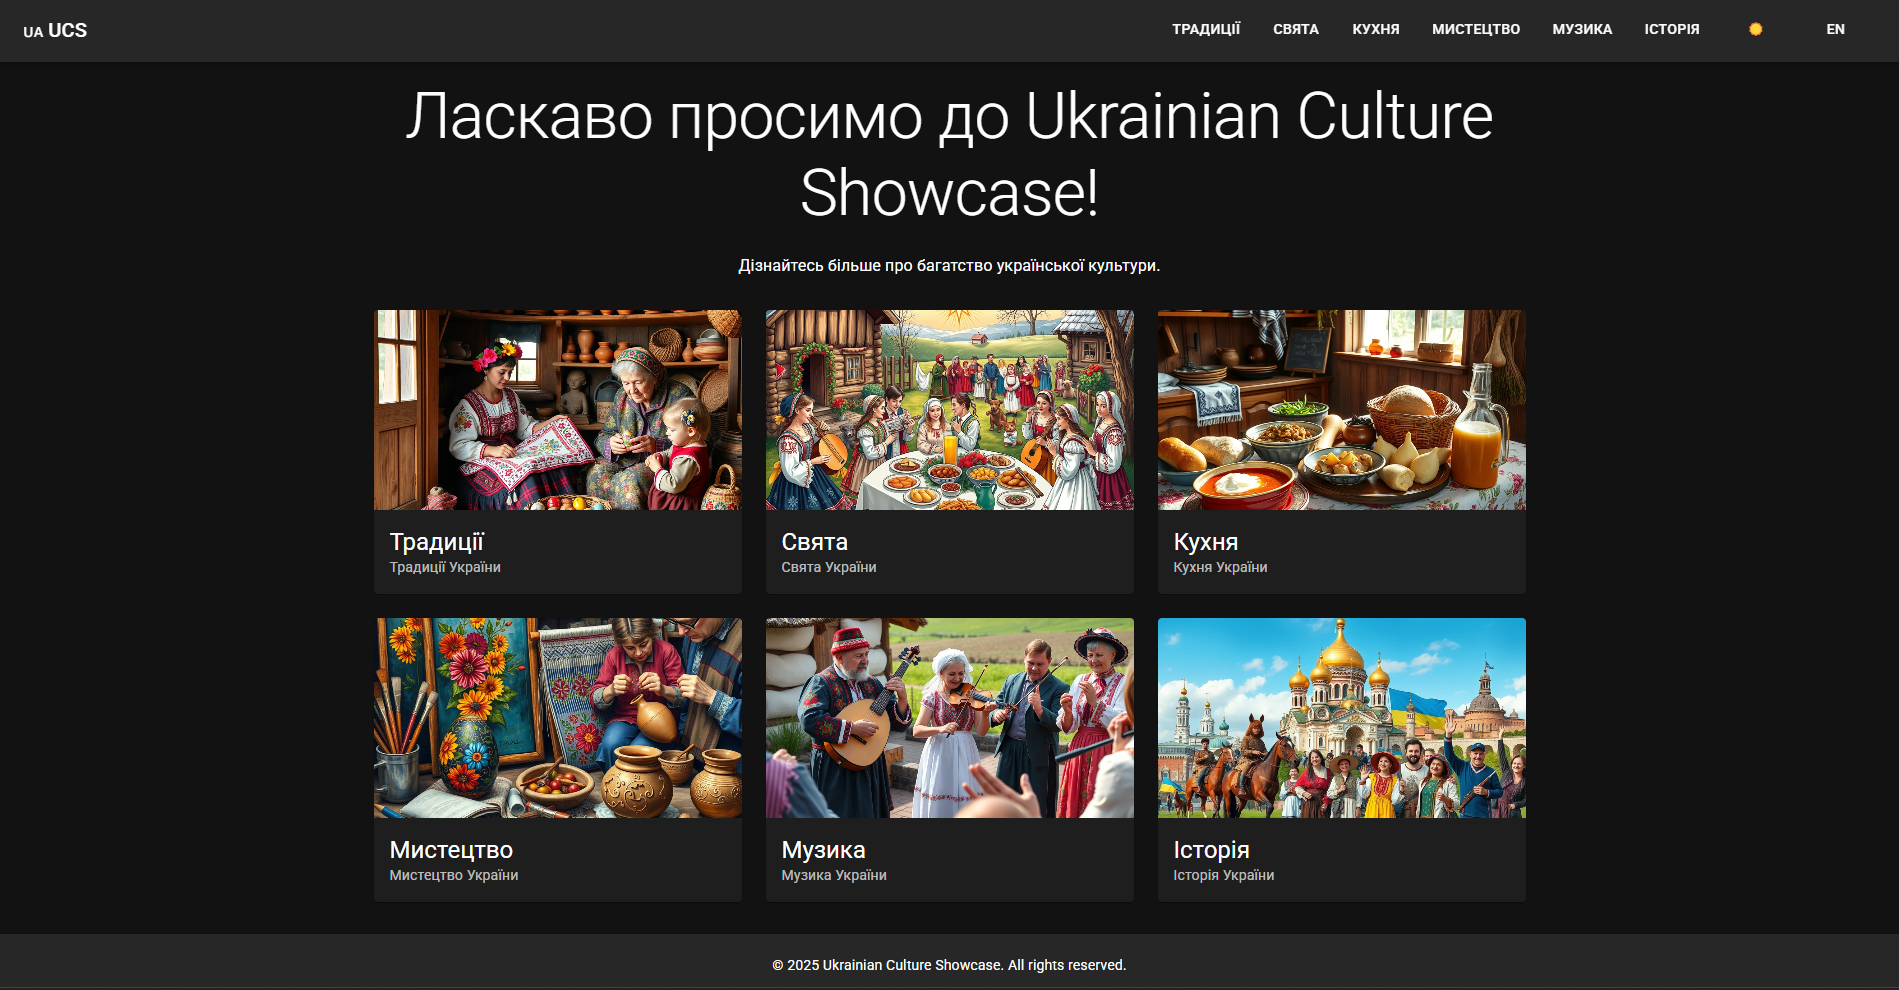 UA UCS
ТРАДИЦІЇ СВЯТА КУХНЯ МИСТЕЦТВО МУЗИКА ІСТОРІЯ EN
Ласкаво просимо до Ukrainian Culture
Showcase!
Дізнайтесь більше про багатство української культури.
Традиції
Традиції України
Свята
Свята України
Кухня
Кухня України
Мистецтво
Мистецтво України
Музика
Музика України
Історія
Історія України
© 2025 Ukrainian Culture Showcase. All rights reserved.